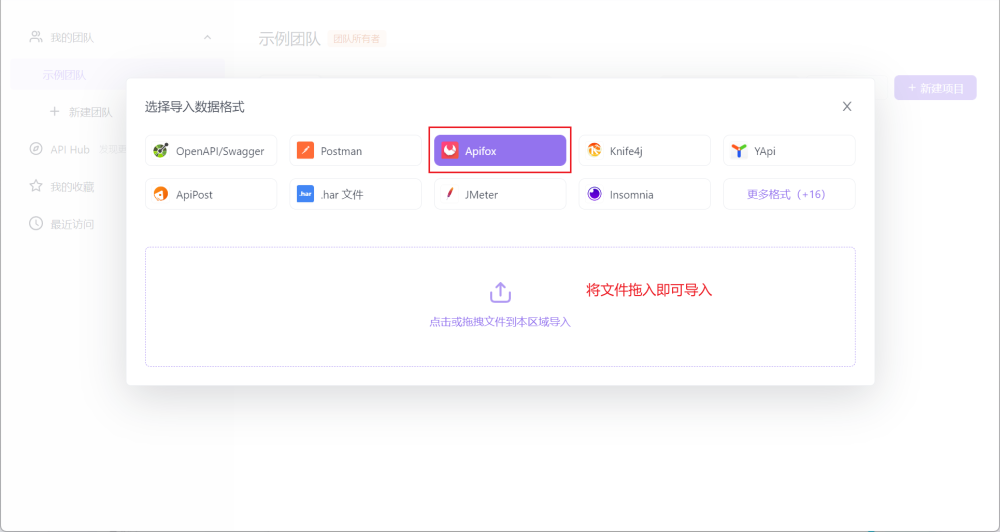 我的团队
示例团队 团队所有者
示例团队
新建团队
+ 新建项目
API Hub
我的收藏
最近访问
选择导入数据格式
OpenAPI/Swagger
Postman
Apifox
Knife4j
YApi
ApiPost
.har .har 文件
JMeter
Insomnia
更多格式（+16）
将文件拖入即可导入
点击或拖拽文件到本区域导入